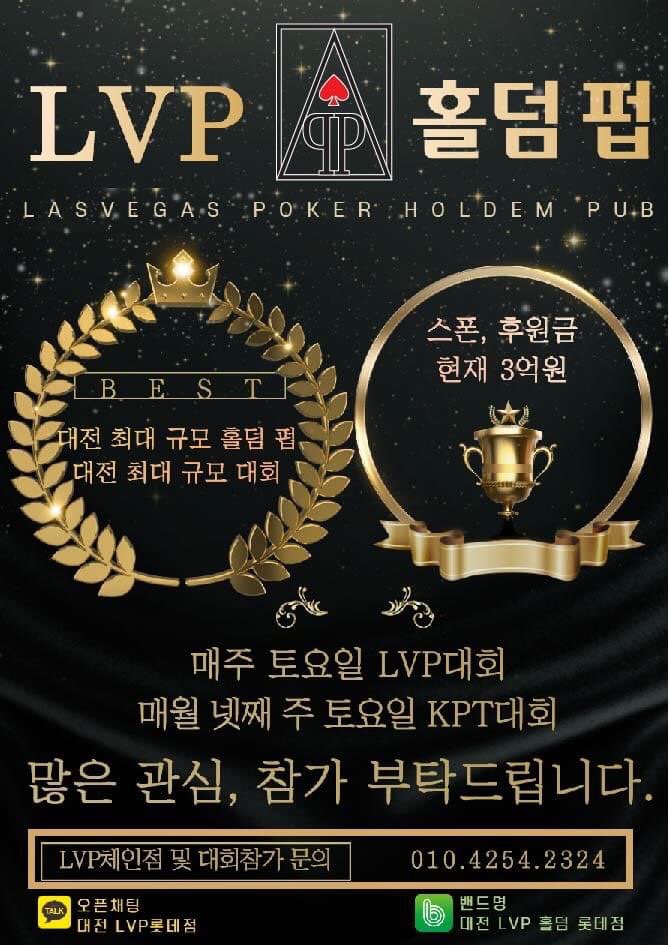 LVP 홀덤 펍
LASVEGAS POKER HOLDEM PUB
BEST
대전 최대 규모 홀덤 펍
대전 최대 규모 대회
스폰, 후원금
현재 3억원
매주 토요일 LVP대회
매월 넷째 주 토요일 KPT대회
많은 관심, 참가 부탁드립니다.
LVP체인점 및 대회참가 문의 010.4254.2324
TALK
오픈채팅
대전 LVP롯데점
밴드명
대전 LVP 홀덤 롯데점